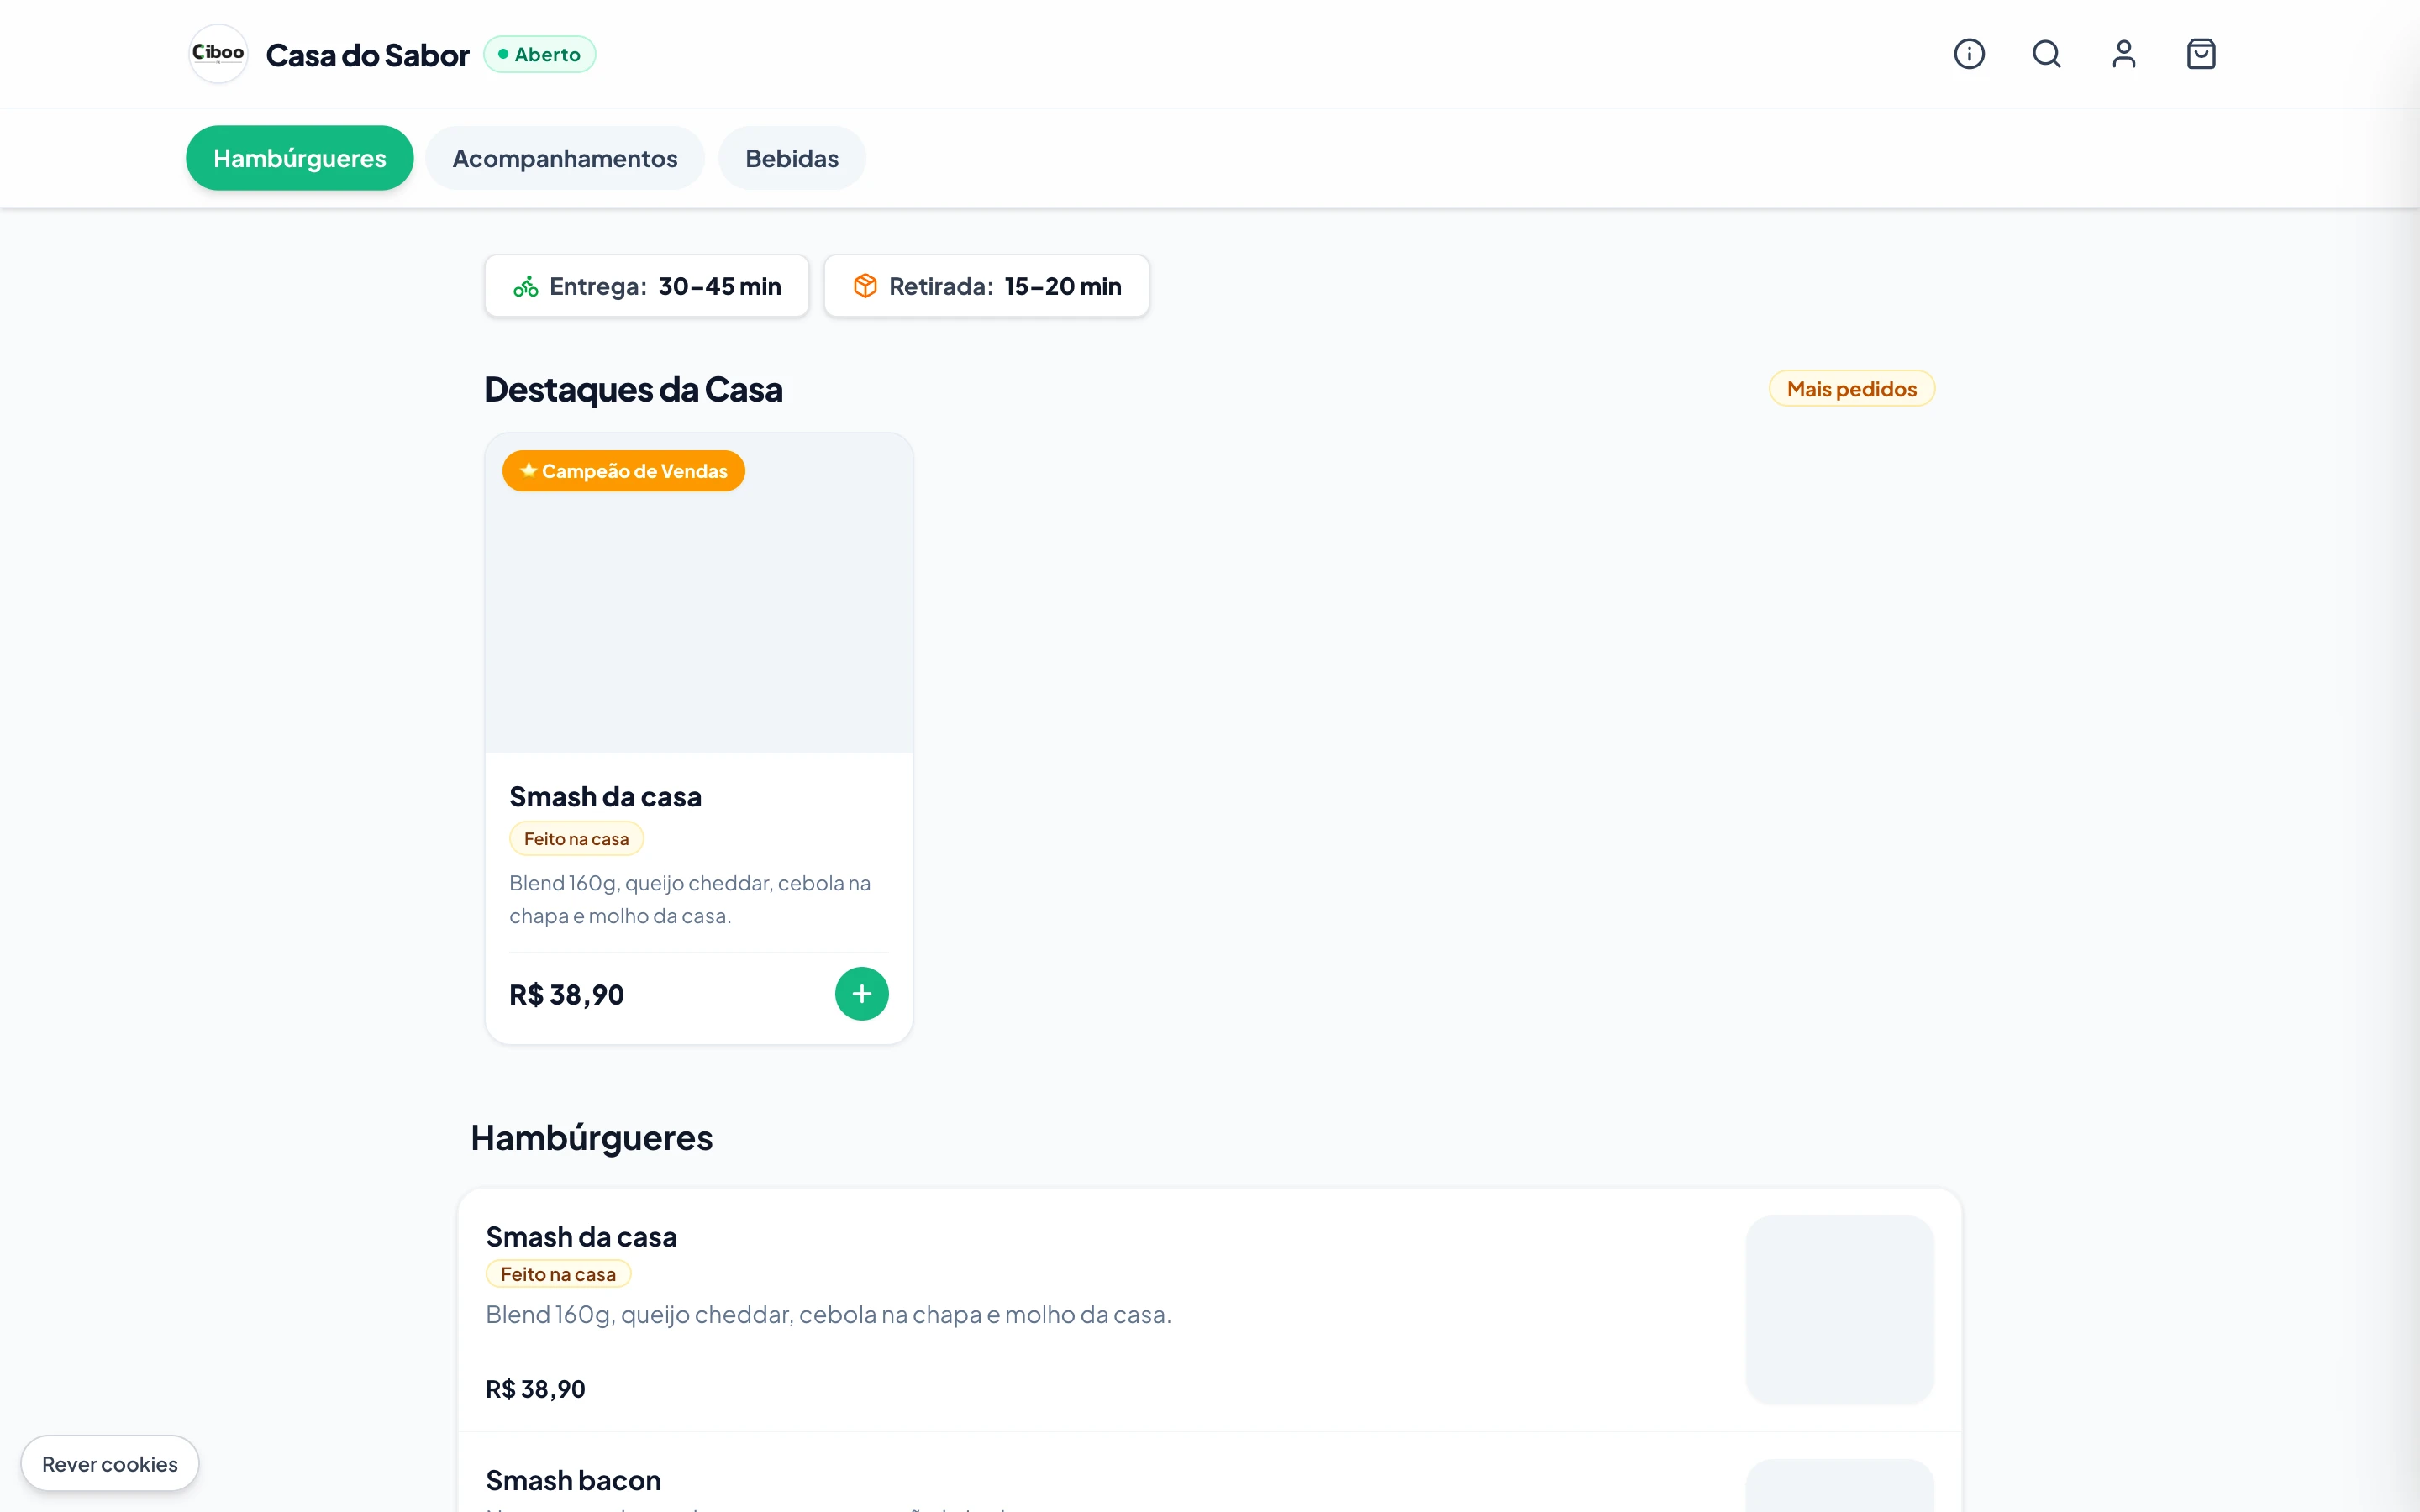 Ciboo
Casa do Sabor
Aberto
Hambúrgueres
Acompanhamentos
Bebidas
Entrega: 30–45 min
Retirada: 15–20 min
Destaques da Casa
Mais pedidos
Campeão de Vendas
Smash da casa
Feito na casa
Blend 160g, queijo cheddar, cebola na
chapa e molho da casa.
R$ 38,90
Hambúrgueres
Smash da casa
Feito na casa
Blend 160g, queijo cheddar, cebola na chapa e molho da casa.
R$ 38,90
Smash bacon
Rever cookies